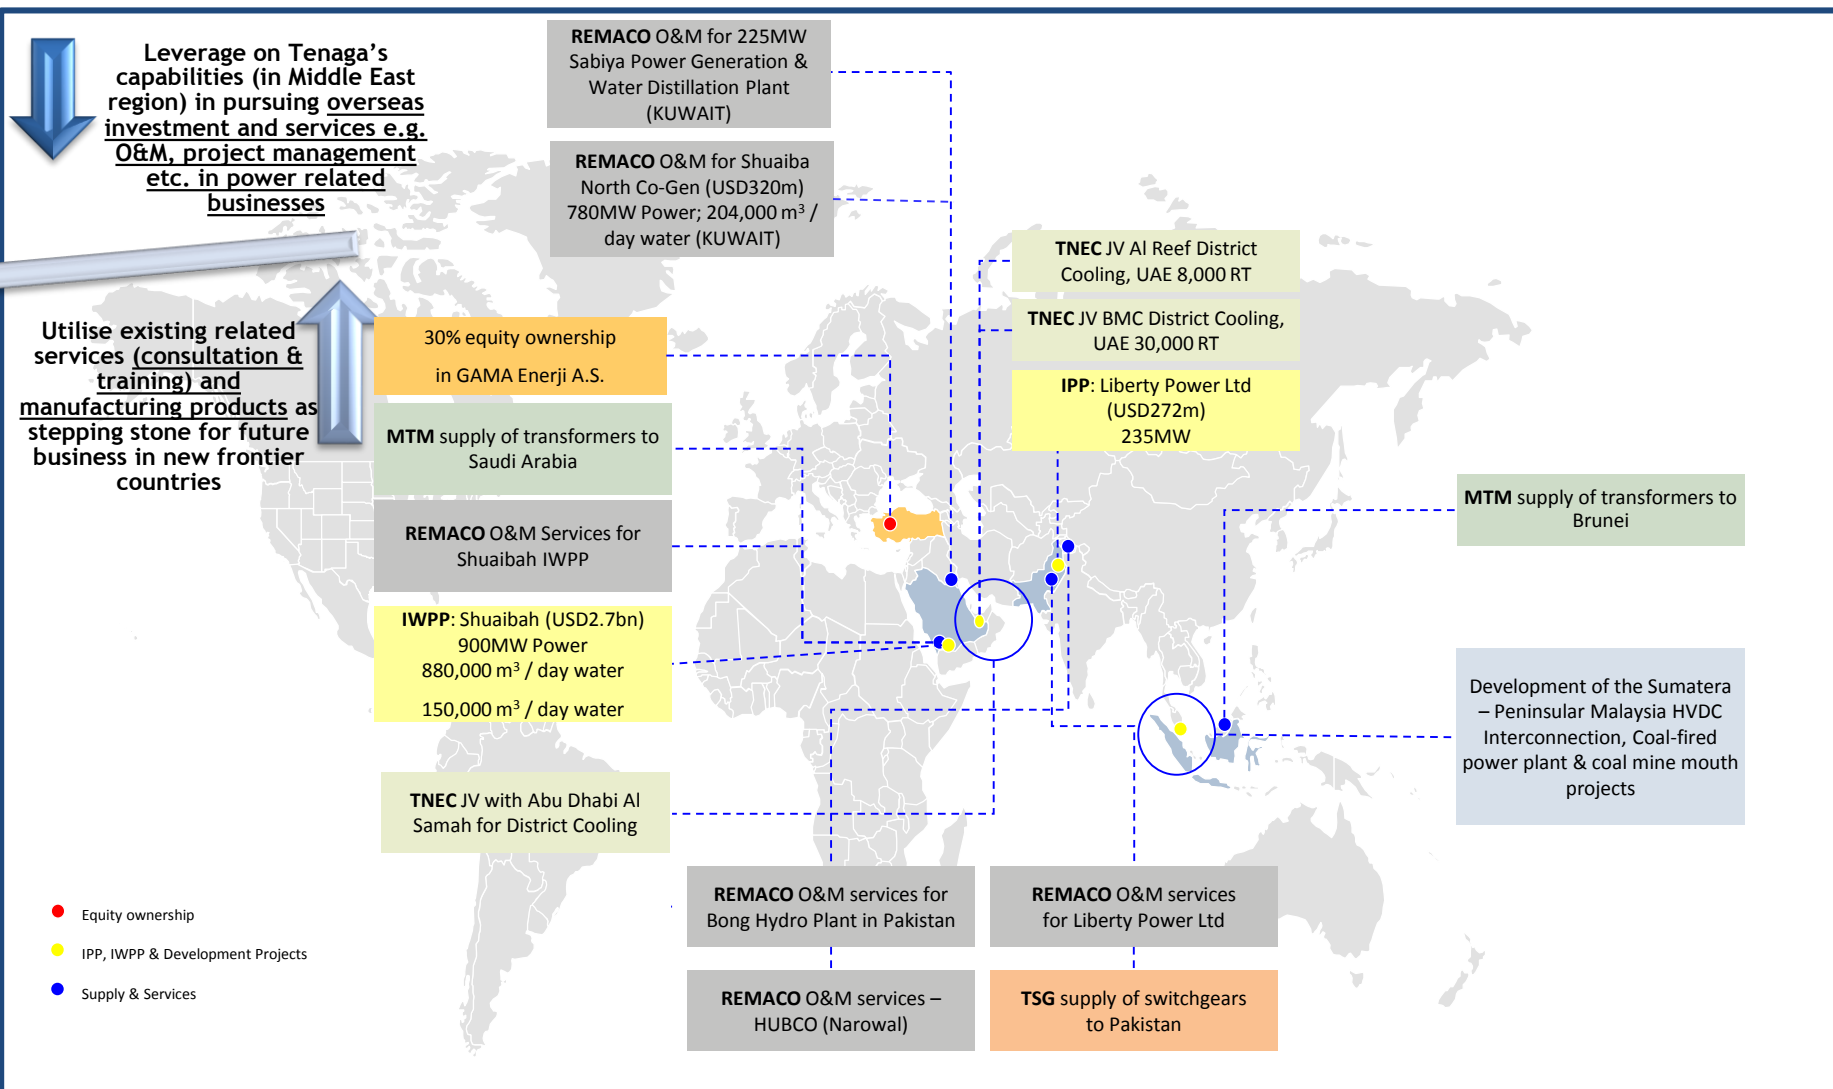 Leverage on Tenaga's
capabilities (in Middle East
region) in pursuing overseas
investment and services e.g.
O&M, project management
etc. in power related
businesses
Utilise existing related
services (consultation &
training) and
manufacturing products as
stepping stone for future
business in new frontier
countries
REMACO O&M for 225MW
Sabiya Power Generation &
Water Distillation Plant
(KUWAIT)
REMACO O&M for Shuaiba
North Co-Gen (USD320m)
780MW Power; 204,000 m³ /
day water (KUWAIT)
TNEC JV Al Reef District
Cooling, UAE 8,000 RT
TNEC JV BMC District Cooling,
UAE 30,000 RT
IPP: Liberty Power Ltd
(USD272m)
235MW
30% equity ownership
in GAMA Enerji A.S.
MTM supply of transformers to
Saudi Arabia
REMACO O&M Services for
Shuaibah IWPP
IWPP: Shuaibah (USD2.7bn)
900MW Power
880,000 m³ / day water
150,000 m³ / day water
TNEC JV with Abu Dhabi Al
Samah for District Cooling
MTM supply of transformers to
Brunei
Development of the Sumatera
– Peninsular Malaysia HVDC
Interconnection, Coal-fired
power plant & coal mine mouth
projects
REMACO O&M services for
Bong Hydro Plant in Pakistan
REMACO O&M services
for Liberty Power Ltd
REMACO O&M services –
HUBCO (Narowal)
TSG supply of switchgears
to Pakistan
Equity ownership
IPP, IWPP & Development Projects
Supply & Services